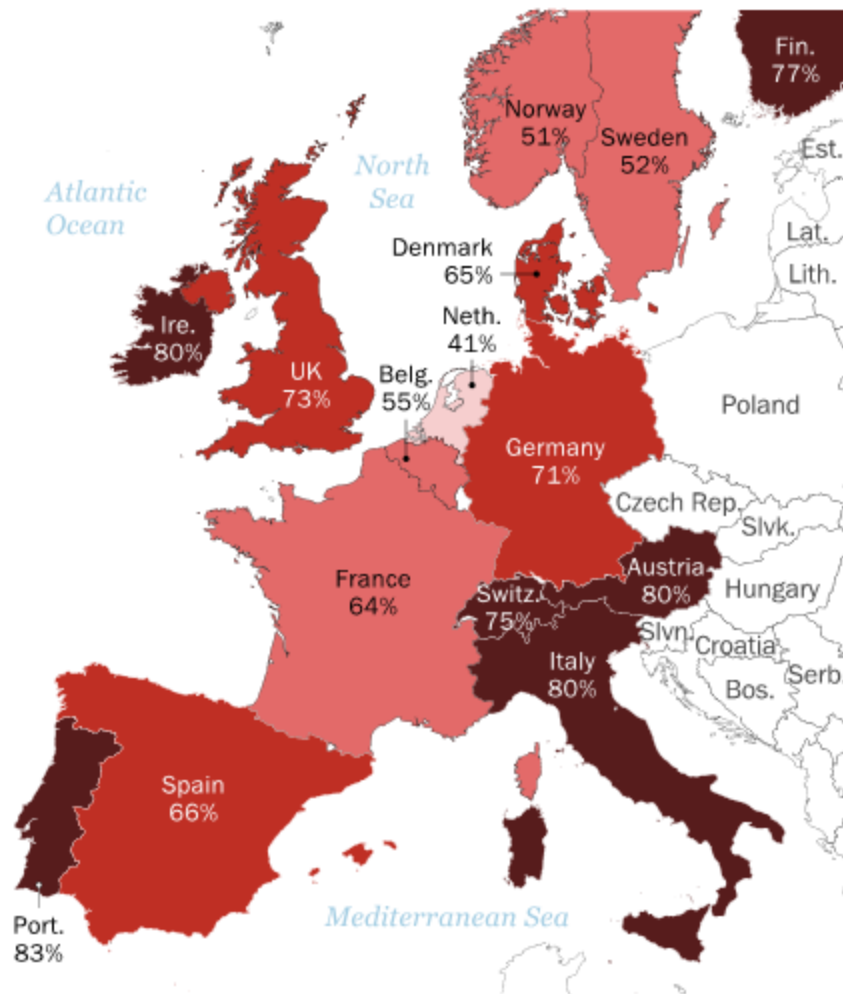 Fin.
77%
Norway
51%
Sweden
52%
North
Sea
Est.
Atlantic
Ocean
Lat.
Denmark
65%
Lith.
Neth.
41%
Ire.
80%
UK
73%
Belg.
55%
Poland
Germany
71%
Czech Rep.
Slvk.
France
64%
Austria
80%
Switz.
75%
Hungary
Slvn.
Croatia
Italy
80%
Serb.
Bos.
Spain
66%
Mediterranean Sea
Port.
83%